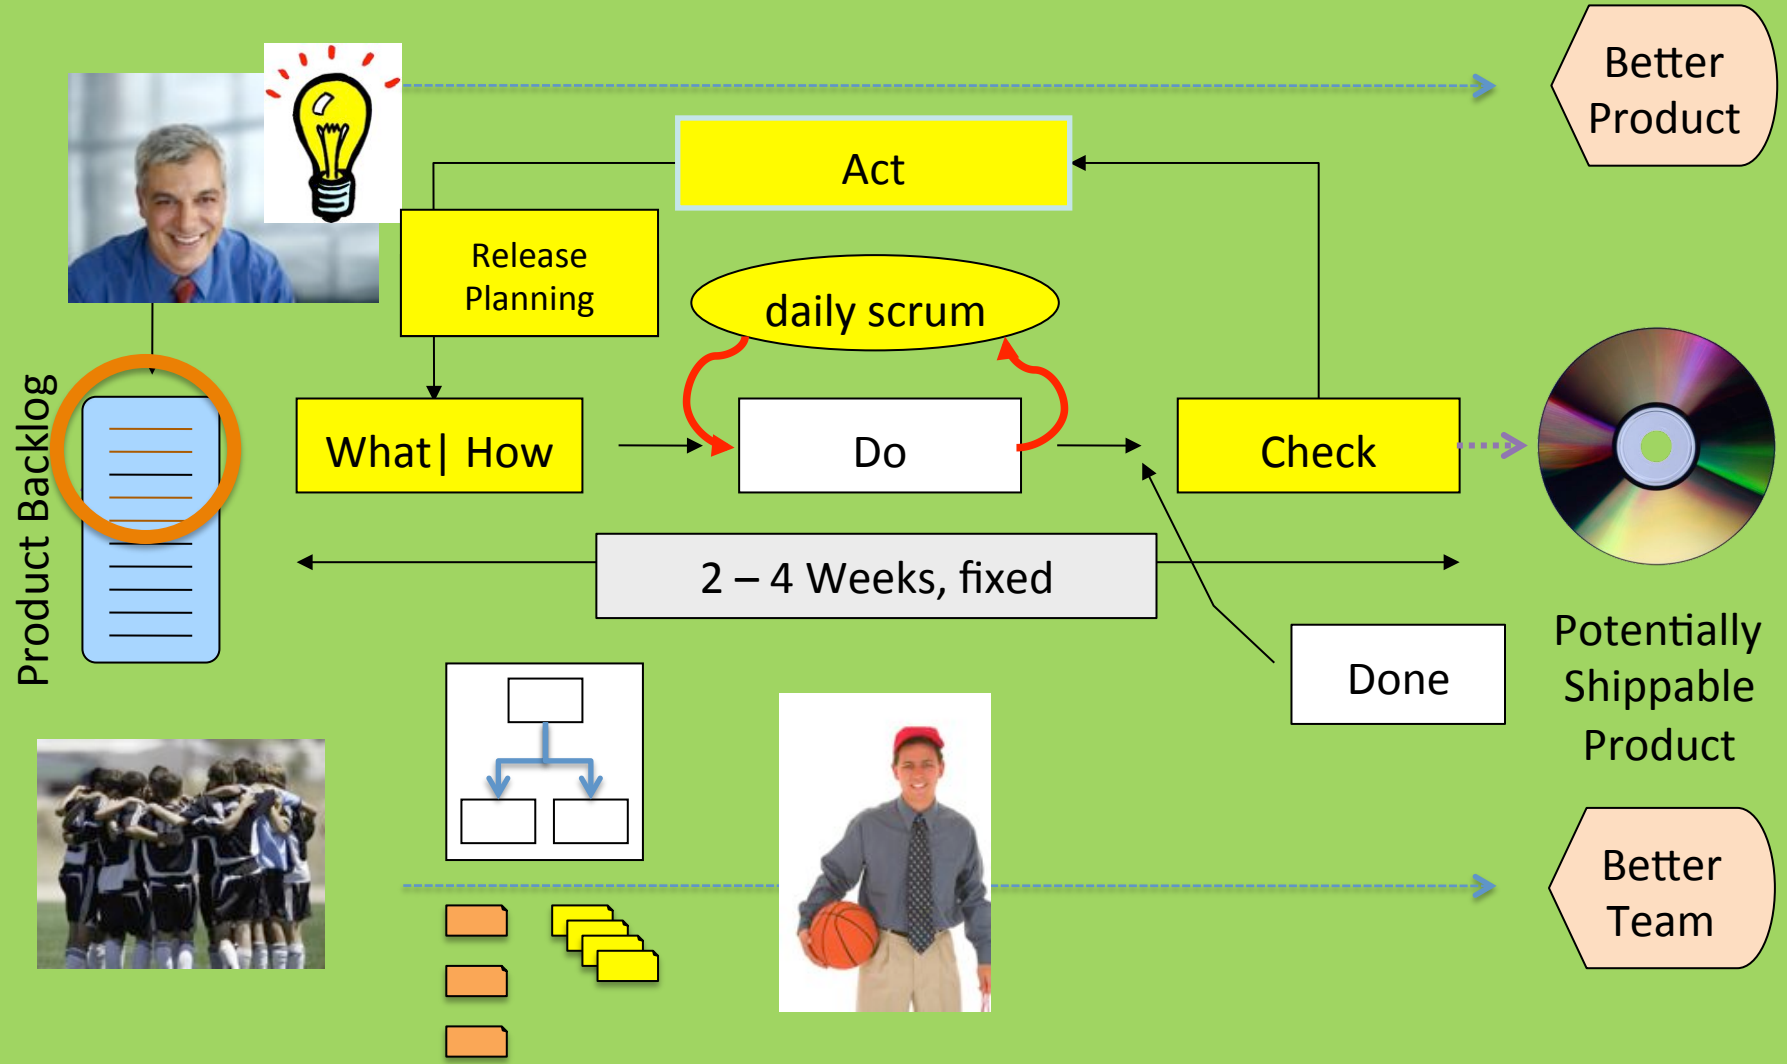 Better
Product
Act
Release
Planning
daily scrum
Product Backlog
What| How
Do
Check
2 – 4 Weeks, fixed
Done
Potentially
Shippable
Product
Better
Team